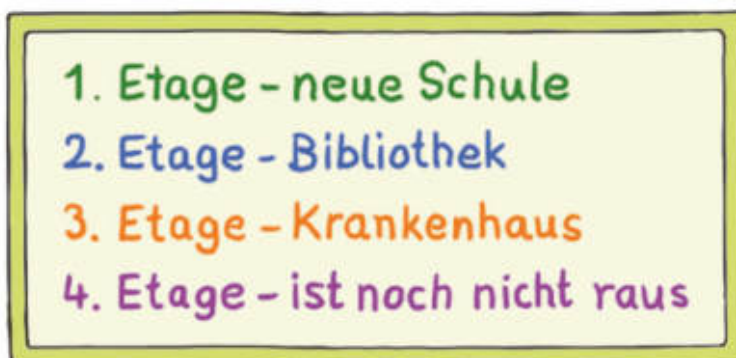 1. Etage - neue Schule
2. Etage - Bibliothek
3. Etage - Krankenhaus
4. Etage - ist noch nicht raus